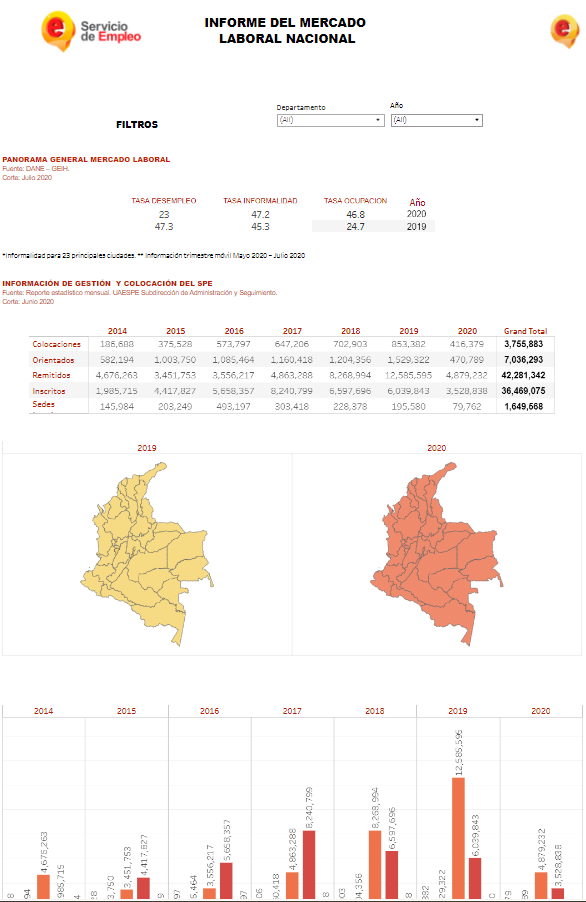 Servicio
de Empleo
INFORME DEL MERCADO
LABORAL NACIONAL
Departamento
Año
FILTROS
(All)
(All)
PANORAMA GENERAL MERCADO LABORAL
Fuente: DANE – GEIH.
Corte: Julio 2020
TASA DESEMPLEO TASA INFORMALIDAD TASA OCUPACION Año
23 47.2 46.8 2020
47.3 45.3 24.7 2019
*Informalidad para 23 principales ciudades. ** Información trimestre móvil Mayo 2020 – Julio 2020
INFORMACIÓN DE GESTIÓN Y COLOCACIÓN DEL SPE
Fuente: Reporte estadístico mensual. UAESPE Subdirección de Administración y Seguimiento.
Corte: Junio 2020
2014 2015 2016 2017 2018 2019 2020 Grand Total
Colocaciones 186,688 375,528 573,797 647,206 702,903 853,382 416,379 3,755,883
Orientados 582,194 1,003,750 1,085,464 1,160,418 1,204,356 1,529,322 470,789 7,036,293
Remitidos 4,676,263 3,451,753 3,556,217 4,863,288 8,268,994 12,585,595 4,879,232 42,281,342
Inscritos 1,985,715 4,417,827 5,658,357 8,240,799 6,597,696 6,039,843 3,528,838 36,469,075
Sedes 145,984 203,249 493,197 303,418 228,378 195,580 79,762 1,649,568
2019 2020
2014 2015 2016 2017 2018 2019 2020
4,676,263 985,715 3,451,753 4,417,827 3,556,217 5,658,357 4,863,288 8,240,799 8,268,994 6,597,696 12,585,595 6,039,843 4,879,232 3,528,838